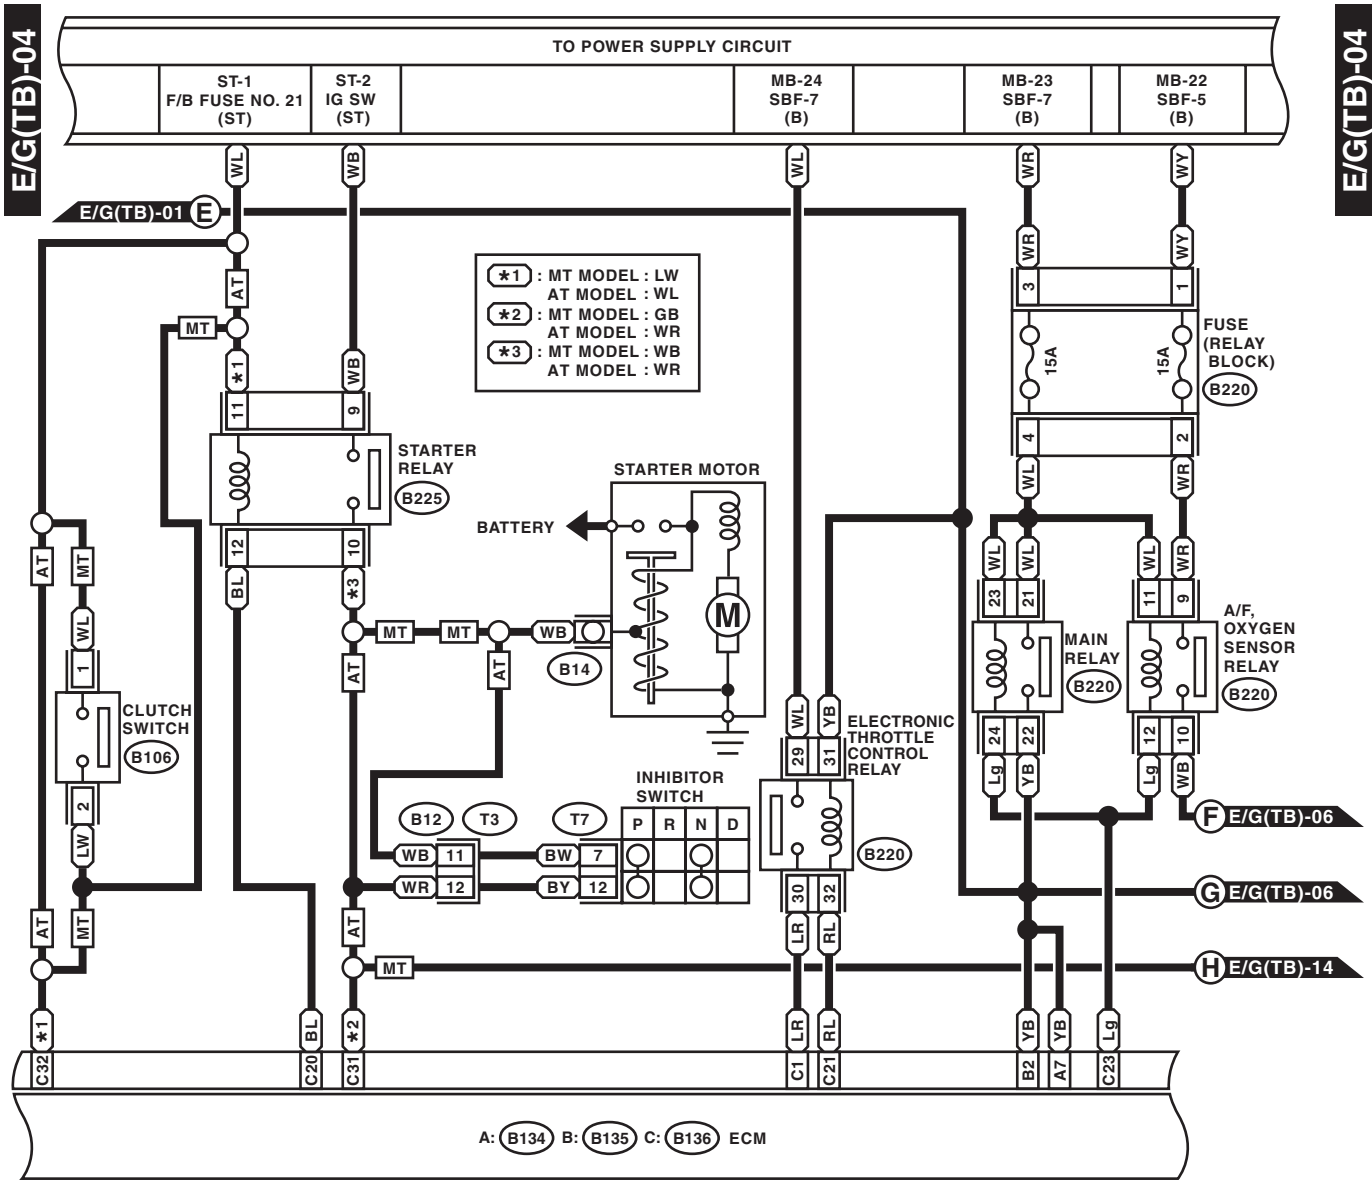 E/G(TB)-04
E/G(TB)-04
TO POWER SUPPLY CIRCUIT
ST-1
F/B FUSE NO. 21
(ST)
ST-2
IG SW
(ST)
MB-24
SBF-7
(B)
MB-23
SBF-7
(B)
MB-22
SBF-5
(B)
WL
WB
WL
WR
WY
E/G(TB)-01 E
WR
WY
AT
MT
*1 : MT MODEL : LW
AT MODEL : WL
*2 : MT MODEL : GB
AT MODEL : WR
*3 : MT MODEL : WB
AT MODEL : WR
3
1
15A
15A
FUSE
(RELAY
BLOCK)
B220
*1
WB
11
9
4
2
STARTER
RELAY
B225
WL
WR
STARTER MOTOR
BATTERY
M
12
10
BL
*3
AT
MT
WL
WL
WL
WL
WR
23
21
11
9
A/F,
OXYGEN
SENSOR
RELAY
B220
MAIN
RELAY
B220
MT
MT
WB
B14
AT
AT
1
CLUTCH
SWITCH
B106
2
LW
WL
YB
29
31
ELECTRONIC
THROTTLE
CONTROL
RELAY
B220
24
22
12
10
Lg
YB
Lg
WB
INHIBITOR
SWITCH
B12
T3
T7
P
R
N
D
WB
11
BW
7
WR
12
BY
12
F E/G(TB)-06
G E/G(TB)-06
30
32
LR
RL
AT
MT
AT
MT
H E/G(TB)-14
*1
BL
*2
LR
RL
YB
YB
Lg
C32
C20
C31
C1
C21
B2
A7
C23
A: B134 B: B135 C: B136 ECM